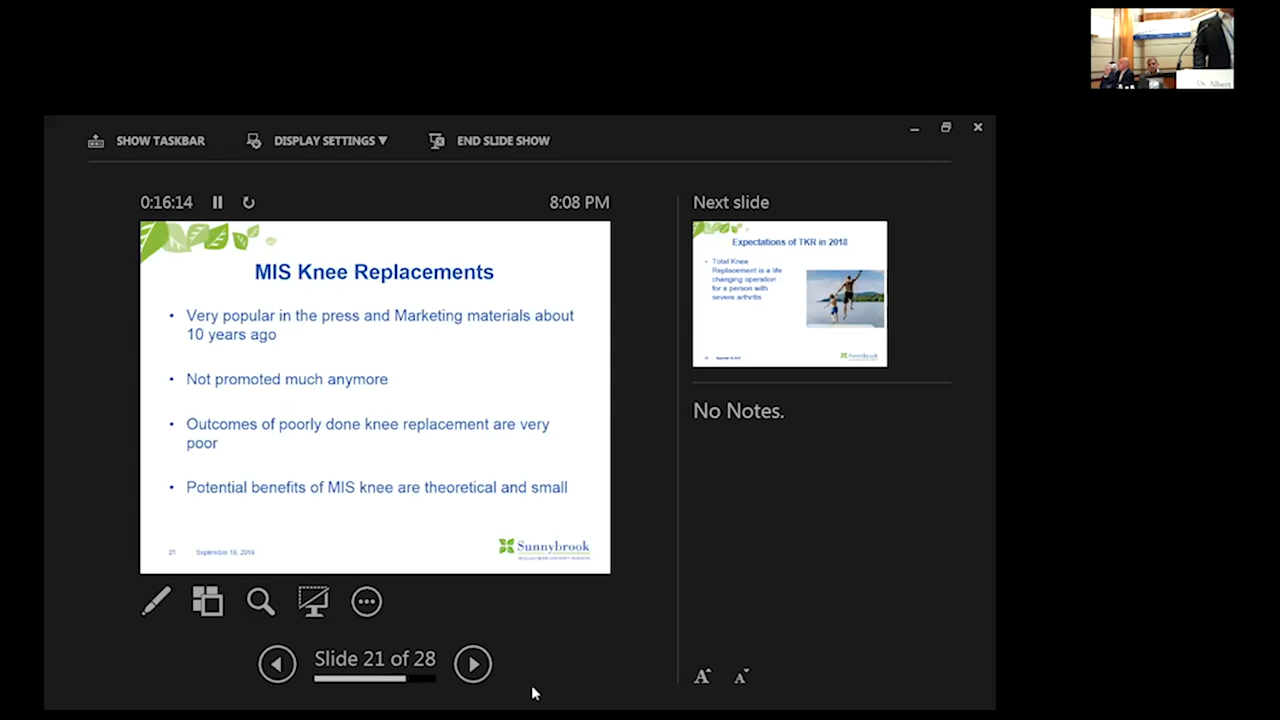 Dr. Albert
SHOW TASKBAR
DISPLAY SETTINGS ▼
END SLIDE SHOW
0:16:14
8:08 PM
MIS Knee Replacements
• Very popular in the press and Marketing materials about
10 years ago
• Not promoted much anymore
• Outcomes of poorly done knee replacement are very
poor
• Potential benefits of MIS knee are theoretical and small
21
Sunnybrook
Next slide
Expectations of TKR in 2018
• Total Knee
Replacement is a life
changing operation
for a person with
severe arthritis
Sunnybrook
No Notes.
Slide 21 of 28
A A